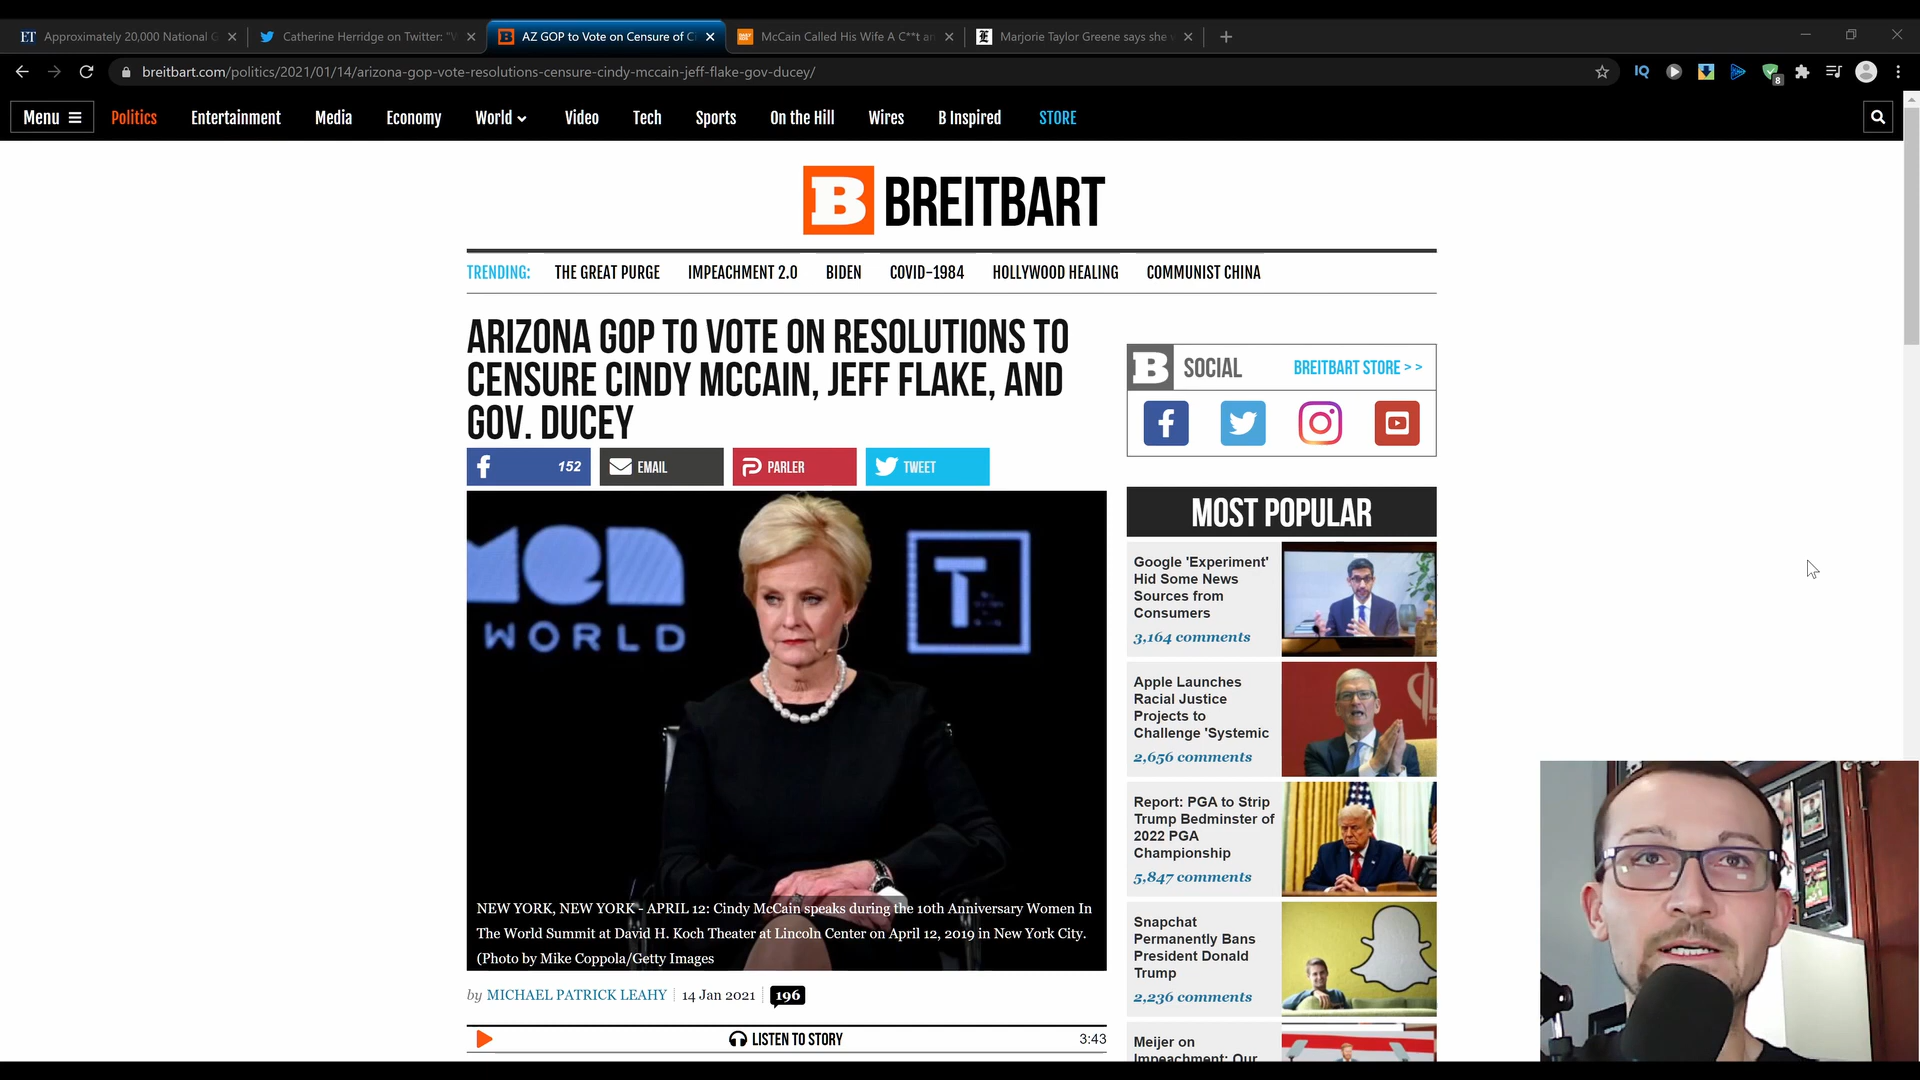 ET Approximately 20,000 National G
Catherine Herridge on Twitter: "V
B AZ GOP to Vote on Censure of Ci
McCain Called His Wife A C**t an
Marjorie Taylor Greene says she
breitbart.com/politics/2021/01/14/arizona-gop-vote-resolutions-censure-cindy-mccain-jeff-flake-gov-ducey/
IQ
8
Menu
Politics
Entertainment
Media
Economy
World
Video
Tech
Sports
On the Hill
Wires
B Inspired
STORE
B BREITBART
TRENDING: THE GREAT PURGE IMPEACHMENT 2.0 BIDEN COVID-1984 HOLLYWOOD HEALING COMMUNIST CHINA
ARIZONA GOP TO VOTE ON RESOLUTIONS TO
CENSURE CINDY MCCAIN, JEFF FLAKE, AND
GOV. DUCEY
152
EMAIL
PARLER
TWEET
WORLD
T
NEW YORK, NEW YORK - APRIL 12: Cindy McCain speaks during the 10th Anniversary Women In
The World Summit at David H. Koch Theater at Lincoln Center on April 12, 2019 in New York City.
(Photo by Mike Coppola/Getty Images
by MICHAEL PATRICK LEAHY 14 Jan 2021 196
LISTEN TO STORY 3:43
B SOCIAL BREITBART STORE > >
MOST POPULAR
Google 'Experiment'
Hid Some News
Sources from
Consumers
3,164 comments
Apple Launches
Racial Justice
Projects to
Challenge 'Systemic
2,656 comments
Report: PGA to Strip
Trump Bedminster of
2022 PGA
Championship
5,847 comments
Snapchat
Permanently Bans
President Donald
Trump
2,236 comments
Meijer on
Impeachment: Our